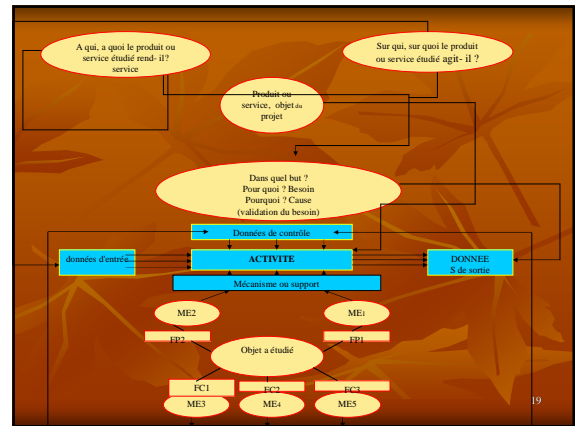 A qui, a quoi le produit ou
service étudié rend- il?
service
Sur qui, sur quoi le produit
ou service étudié agit- il ?
Produit ou
service, objet du
projet
Dans quel but ?
Pour quoi ? Besoin
Pourquoi ? Cause
(validation du besoin)
Données de contrôle
données d'entrée
ACTIVITE
DONNEE
S de sortie
Mécanisme ou support
ME2
ME1
FP2
FP1
Objet a étudié
FC1
FC2
FC3
ME3
ME4
ME5
19